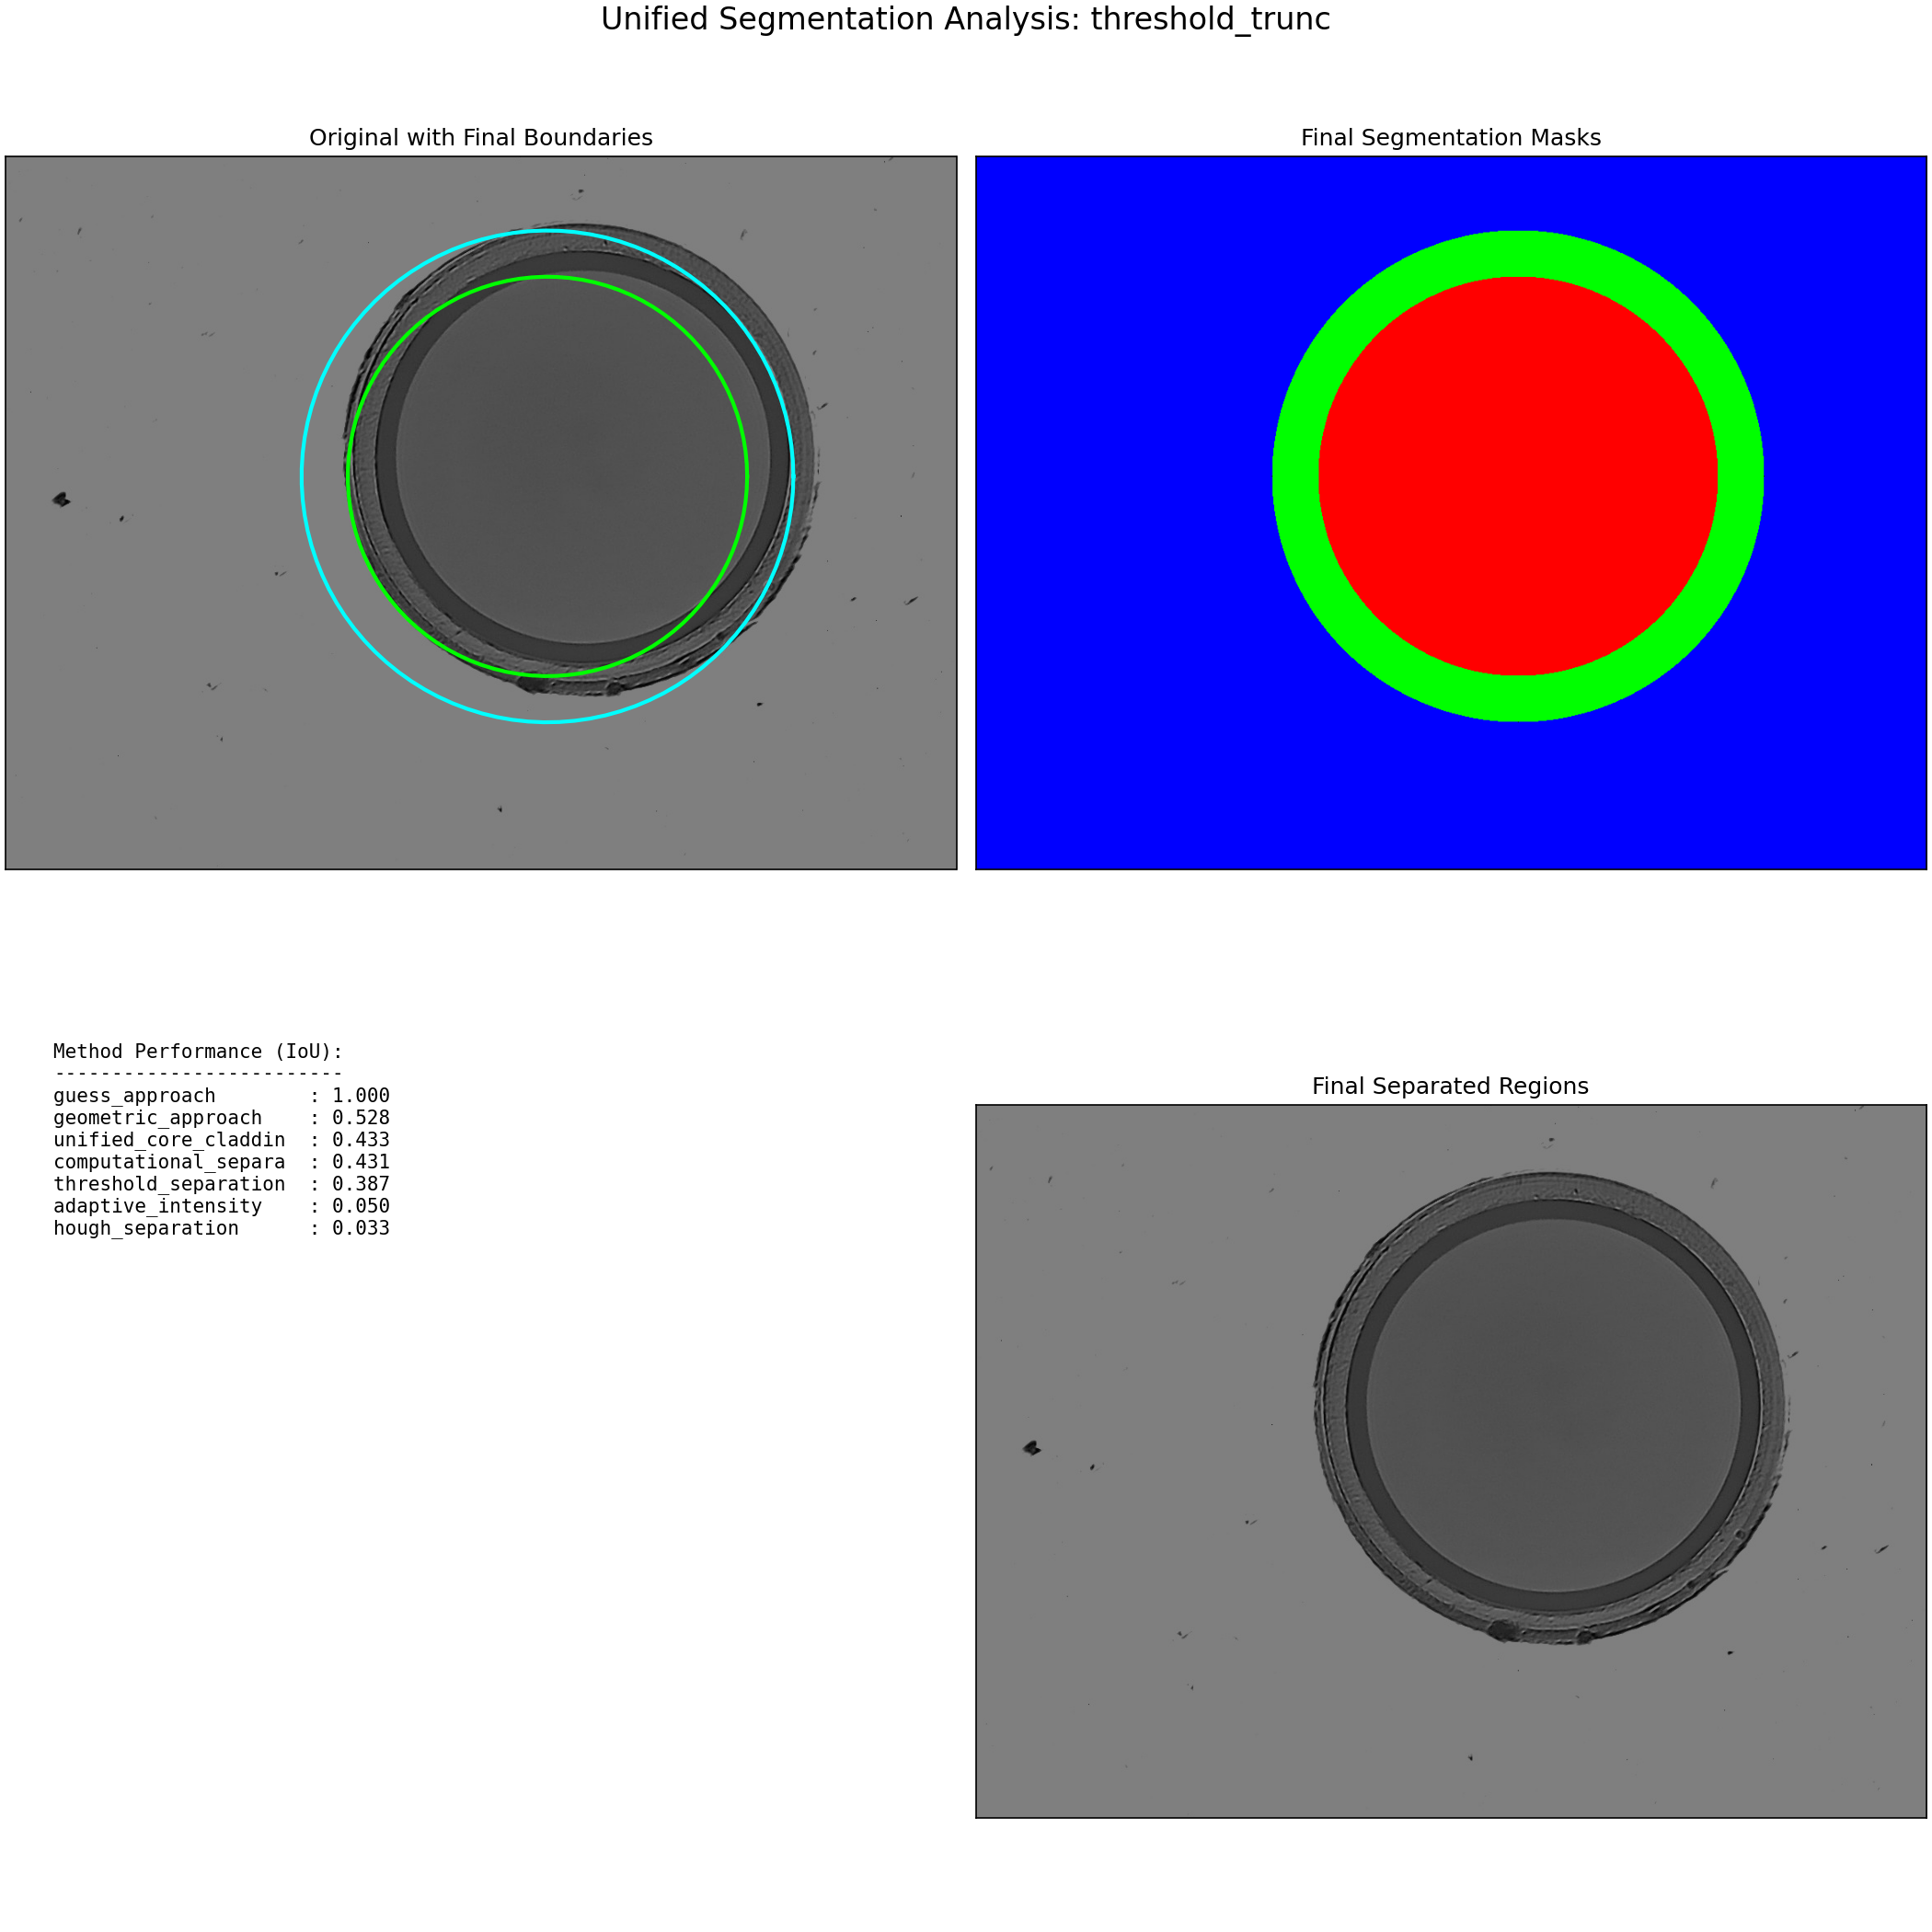 Unified Segmentation Analysis: threshold_trunc
Original with Final Boundaries
Final Segmentation Masks
Method Performance (IoU):
-------------------------
guess_approach        : 1.000
geometric_approach    : 0.528
unified_core_claddin  : 0.433
computational_separa  : 0.431
threshold_separation  : 0.387
adaptive_intensity    : 0.050
hough_separation      : 0.033
Final Separated Regions